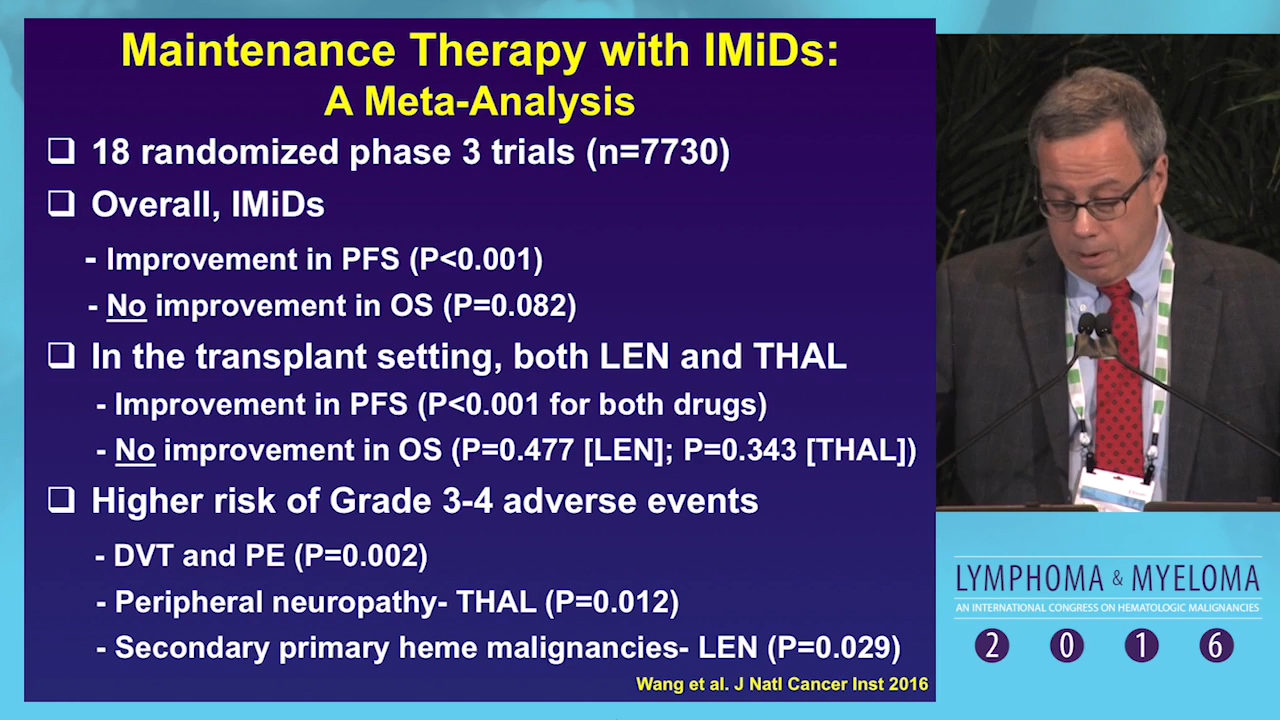 Maintenance Therapy with IMiDs:
A Meta-Analysis
❑ 18 randomized phase 3 trials (n=7730)
❑ Overall, IMiDs
- Improvement in PFS (P<0.001)
- No improvement in OS (P=0.082)
❑ In the transplant setting, both LEN and THAL
- Improvement in PFS (P<0.001 for both drugs)
- No improvement in OS (P=0.477 [LEN]; P=0.343 [THAL])
❑ Higher risk of Grade 3-4 adverse events
- DVT and PE (P=0.002)
- Peripheral neuropathy- THAL (P=0.012)
- Secondary primary heme malignancies- LEN (P=0.029)
Wang et al. J Natl Cancer Inst 2016
LYMPHOMA & MYELOMA
AN INTERNATIONAL CONGRESS ON HEMATOLOGIC MALIGNANCIES
2 0 1 6